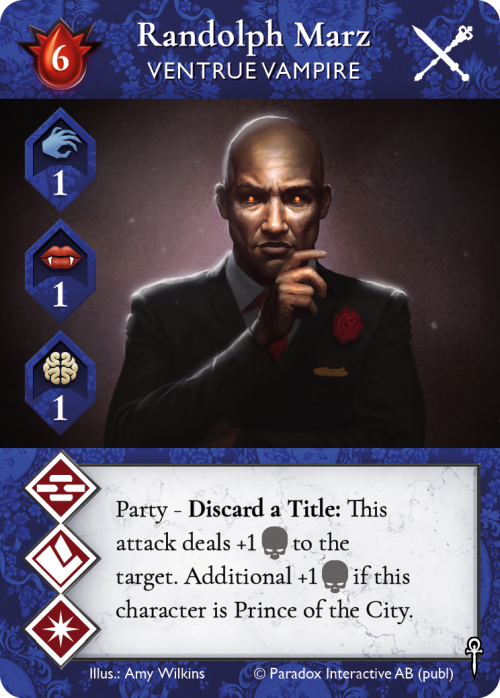 6
Randolph Marz
VENTRUE VAMPIRE
1
1
1
Party - Discard a Title: This
attack deals +1 to the
target. Additional +1 if this
character is Prince of the City.
Illus.: Amy Wilkins © Paradox Interactive AB (publ)